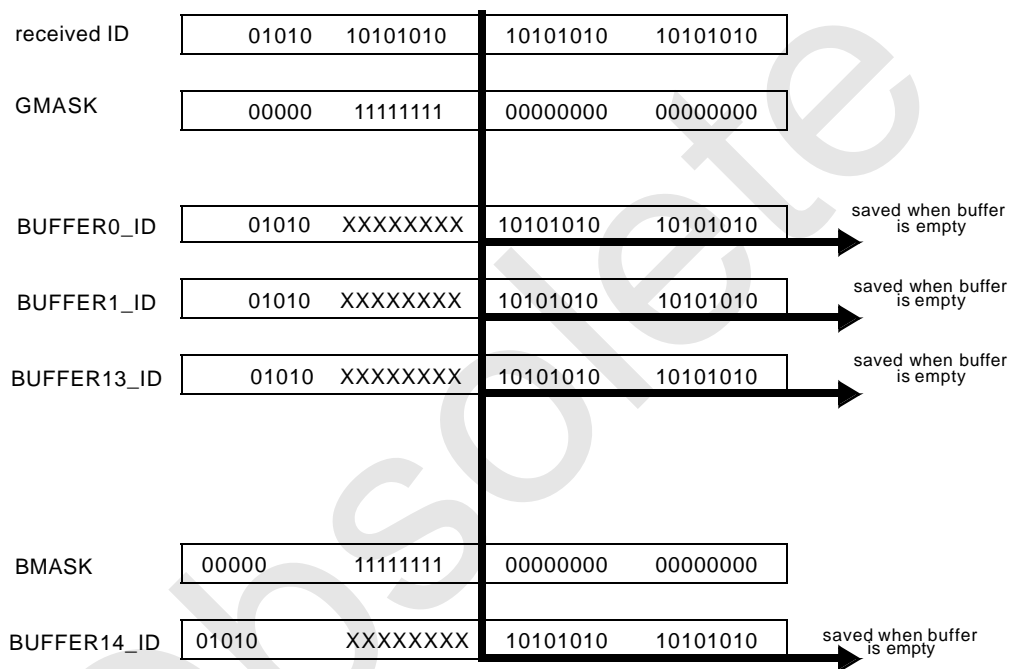 received ID 01010 10101010 10101010 10101010
GMASK 00000 11111111 00000000 00000000
BUFFER0_ID 01010 XXXXXXXX 10101010 10101010 saved when buffer
is empty
BUFFER1_ID 01010 XXXXXXXX 10101010 10101010 saved when buffer
is empty
BUFFER13_ID 01010 XXXXXXXX 10101010 10101010 saved when buffer
is empty
BMASK 00000 11111111 00000000 00000000
BUFFER14_ID 01010 XXXXXXXX 10101010 10101010 saved when buffer
is empty
obsolete